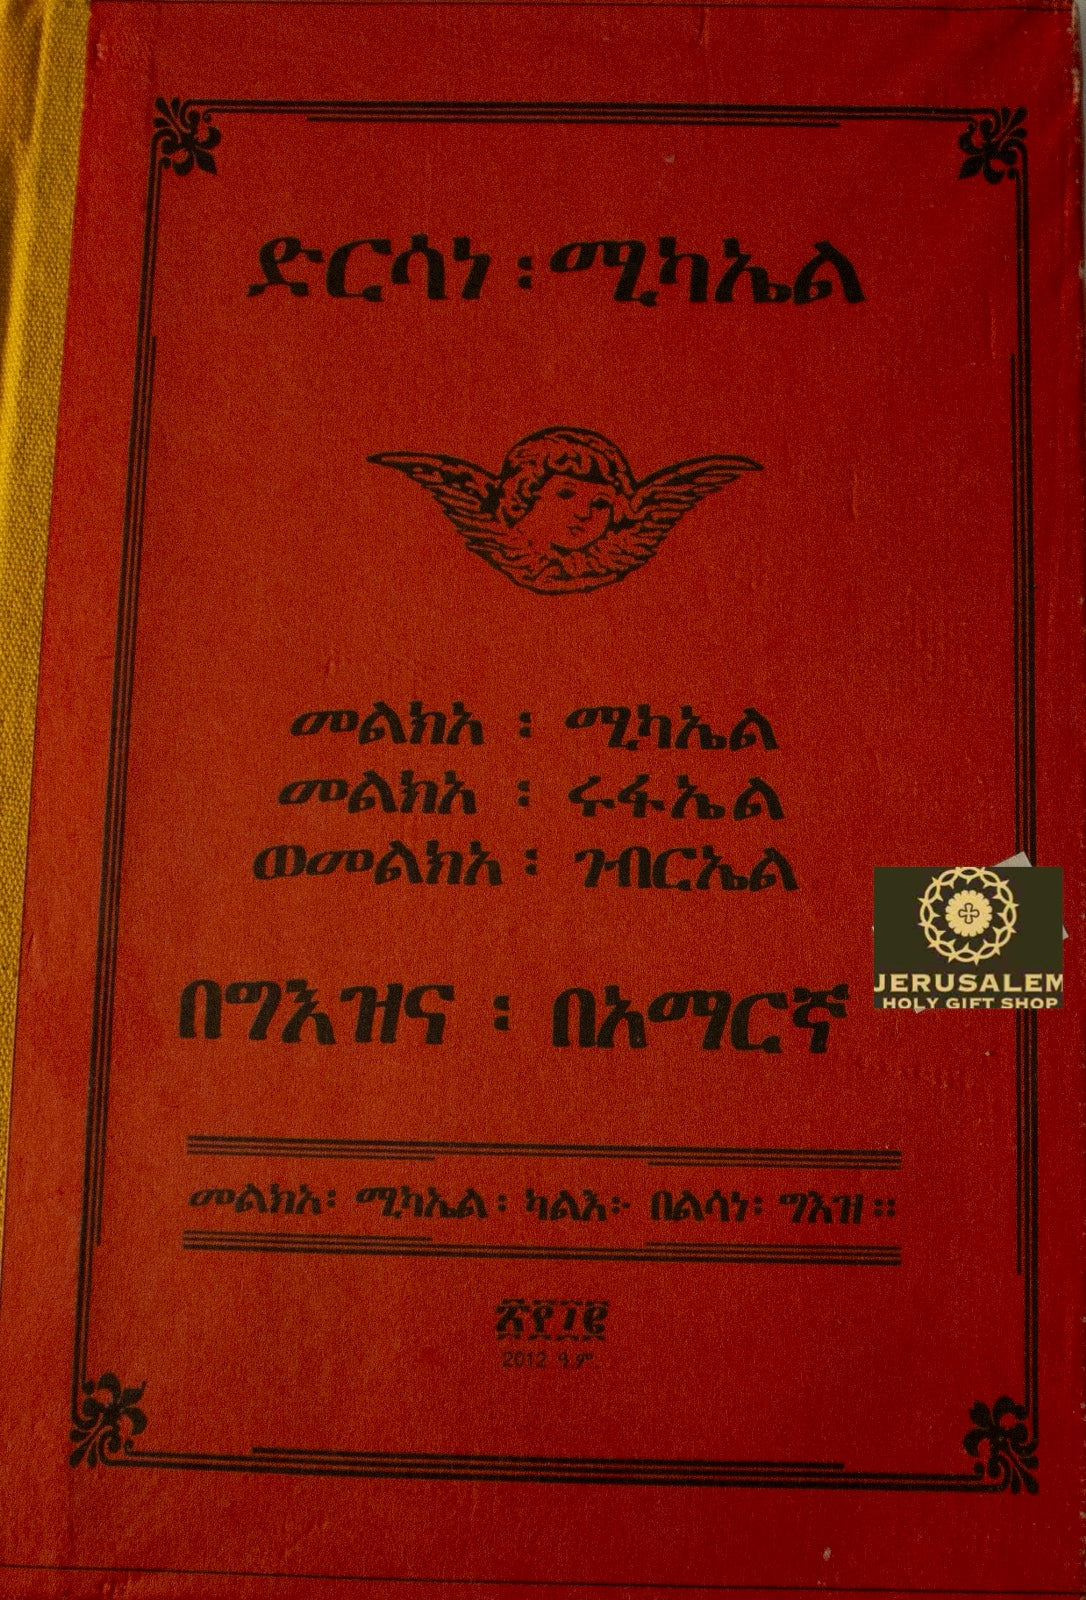 ድርሳነ ፡ ሚካኤል
መልክአ ፡ ሚካኤል
መልክአ ፡ ሩፋኤል
ወመልክአ ፡ ገብርኤል
JERUSALEM
HOLY GIFT SHOP
በግእዝና ፡ በአማርኛ
መልክአ፡ ሚካኤል ፡ ካልእ፦ በልሳነ፡ ግእዝ ።
፳፻፲፪
2012 ዓ.ም